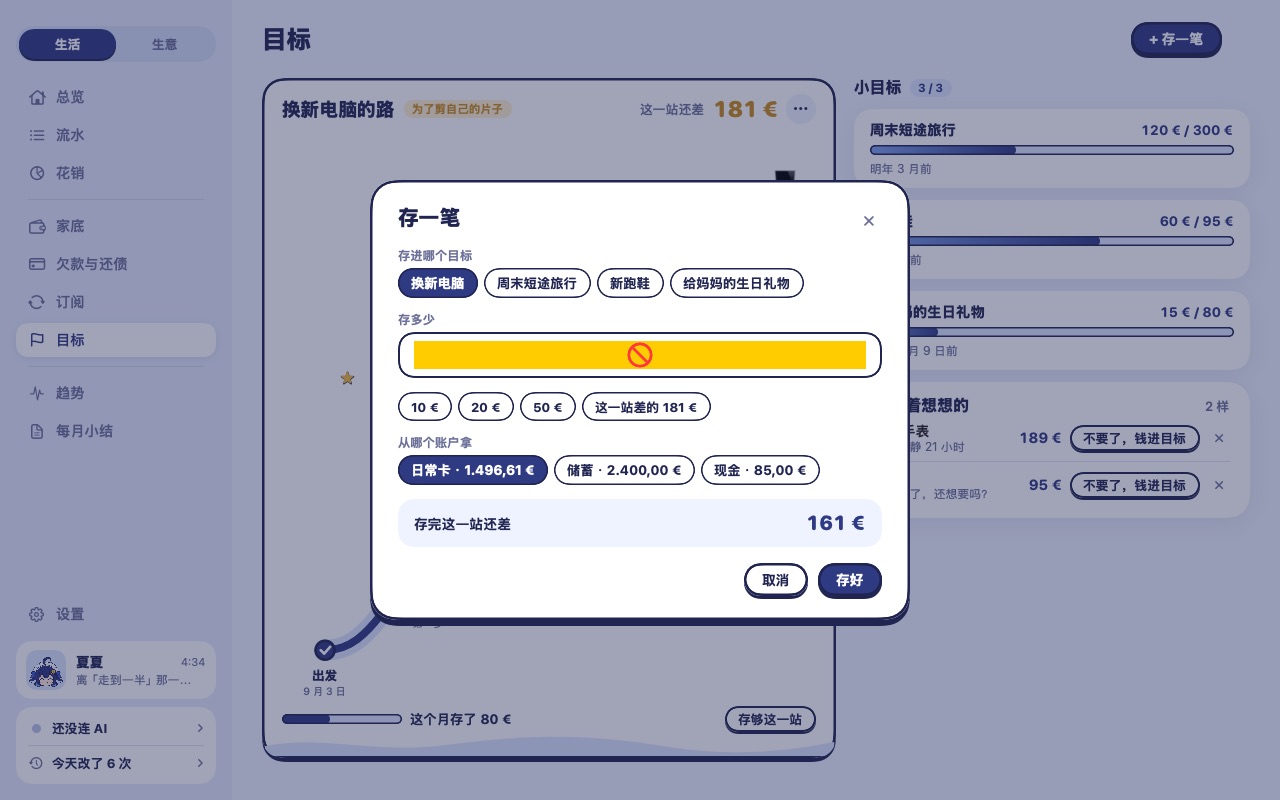 生活
生意
总览
流水
花销
家底
欠款与还债
订阅
目标
趋势
每月小结
设置
夏夏
4:34
离「走到一半」那一…
还没连 AI
今天改了 6 次
目标
+ 存一笔
换新电脑的路
为了剪自己的片子
这一站还差
181 €
出发
9 月 3 日
这个月存了 80 €
存够这一站
小目标
3 / 3
周末短途旅行
120 € / 300 €
明年 3 月前
60 € / 95 €
前
的生日礼物
15 € / 80 €
月 9 日前
着想想的
2 样
手表
静 21 小时
189 €
不要了，钱进目标
了，还想要吗?
95 €
不要了，钱进目标
存一笔
存进哪个目标
换新电脑
周末短途旅行
新跑鞋
给妈妈的生日礼物
存多少
10 €
20 €
50 €
这一站差的 181 €
从哪个账户拿
日常卡 · 1.496,61 €
储蓄 · 2.400,00 €
现金 · 85,00 €
存完这一站还差
161 €
取消
存好